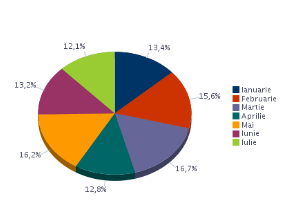 12,1%
13,4%
13,2%
15,6%
16,2%
16,7%
12,8%
Ianuarie
Februarie
Martie
Aprilie
Mai
Iunie
Iulie